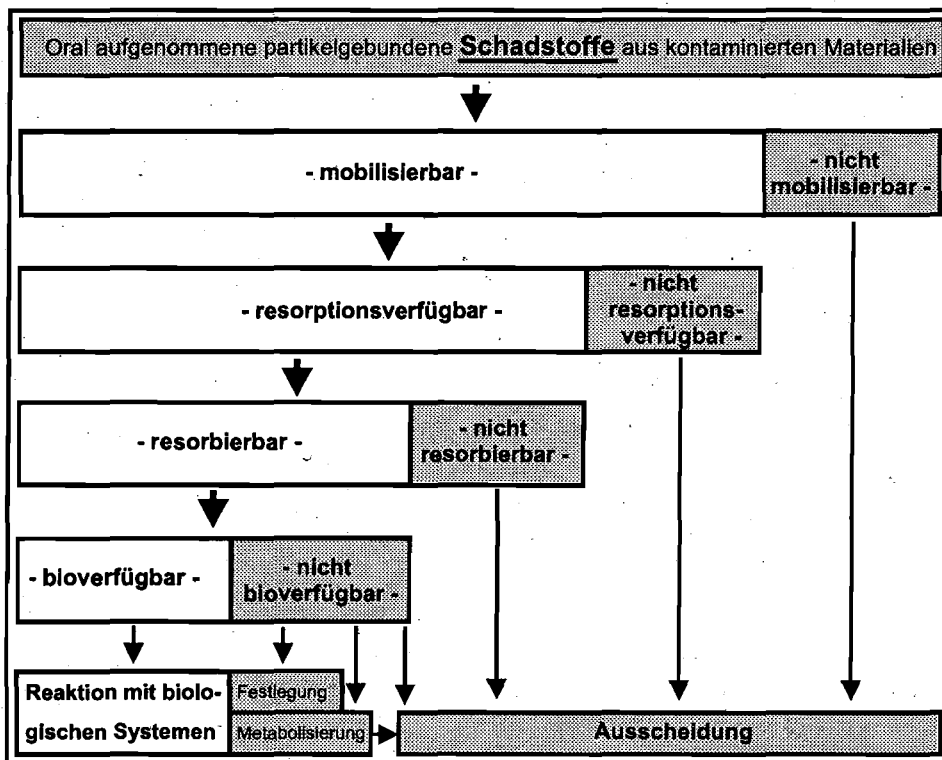 Oral aufgenommene partikelgebundene Schadstoffe aus kontaminierten Materialien
- mobilisierbar -
- nicht
mobilisierbar -
- resorptionsverfügbar -
- nicht
resorptions-
verfügbar -
- resorbierbar -
- nicht
resorbierbar -
- bioverfügbar -
- nicht
bioverfügbar -
Reaktion mit biolo-
gischen Systemen
Festlegung
Metabolisierung
Ausscheidung